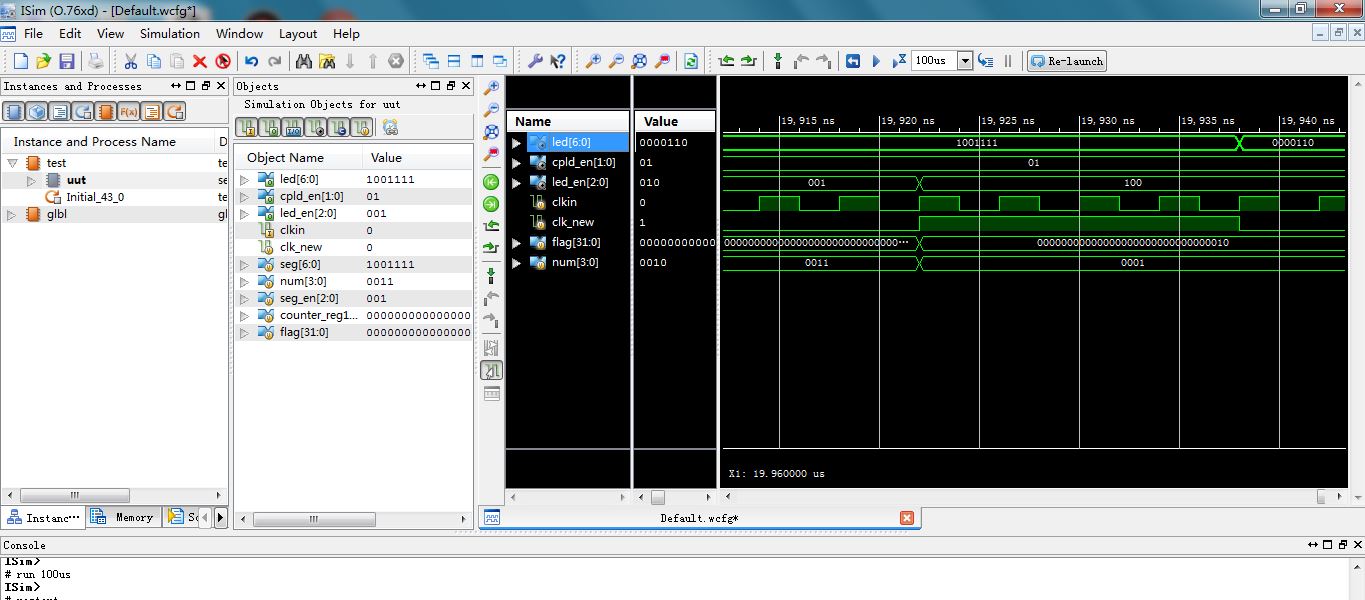 ISim (O.76xd) - [Default.wcfg*]
File Edit View Simulation Window Layout Help
100us Re-launch
Instances and Processes
Instance and Process Name D
test te
uut se
Initial_43_0 te
glbl gl
Instanc··· Memory Sc
Objects
Simulation Objects for uut
Object Name Value
led[6:0] 1001111
cpld_en[1:0] 01
led_en[2:0] 001
clkin 0
clk_new 0
seg[6:0] 1001111
num[3:0] 0011
seg_en[2:0] 001
counter_reg1... 000000000000000
flag[31:0] 000000000000000
Name Value
19,915 ns 19,920 ns 19,925 ns 19,930 ns 19,935 ns 19,940 ns
led[6:0] 0000110 1001111 0000110
cpld_en[1:0] 01 01
led_en[2:0] 010 001 100
clkin 0
clk_new 1
flag[31:0] 00000000000 00000000000000000000000000000··· 00000000000000000000000000000010
num[3:0] 0010 0011 0001
X1: 19.960000 us
Default.wcfg*
Console
ISim>
# run 100us
ISim>
# restart